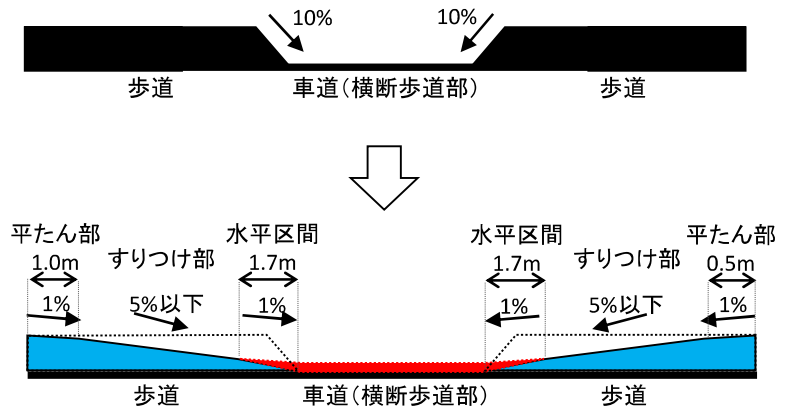 10% 10%
歩道 車道(横断歩道部) 歩道
平たん部 水平区間 水平区間 平たん部
1.0m すりつけ部 1.7m 1.7m すりつけ部 0.5m
1% 5%以下 1% 1% 5%以下 1%
歩道 車道(横断歩道部) 歩道